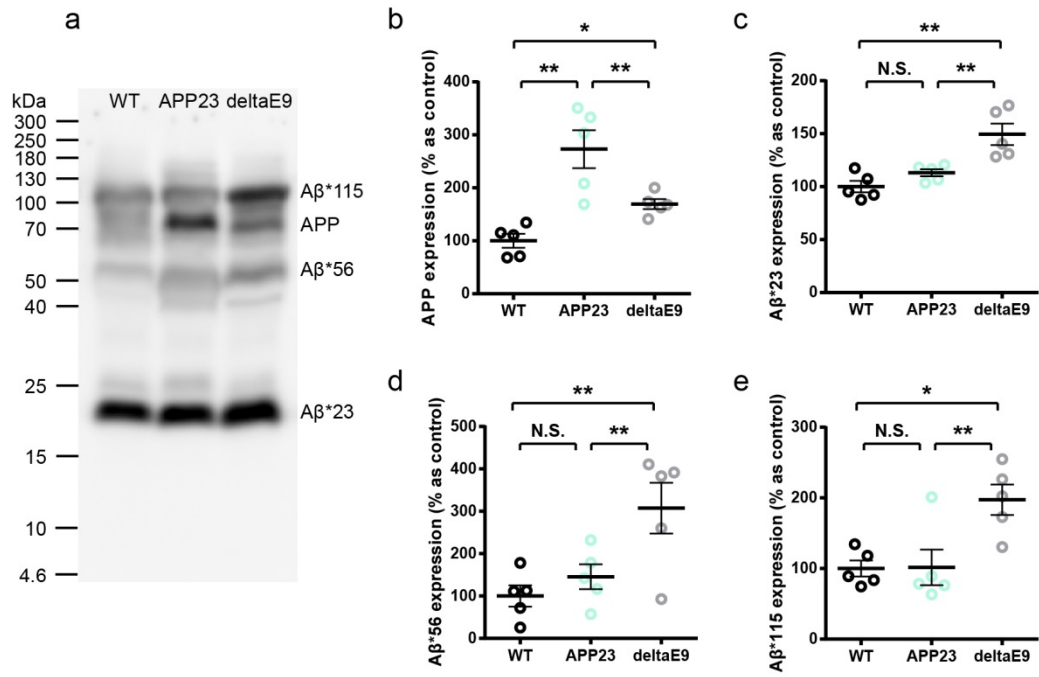 a
kDa WT APP23 deltaE9
300
250
180
130
100
70
50
40
25
15
10
4.6
Aβ*115
APP
Aβ*56
Aβ*23
b
*
** **
APP expression (% as control)
400
300
200
100
0
WT APP23 deltaE9
c
**
N.S. **
Aβ*23 expression (% as control)
200
150
100
50
0
WT APP23 deltaE9
d
**
N.S. **
Aβ*56 expression (% as control)
500
400
300
200
100
0
WT APP23 deltaE9
e
*
N.S. **
Aβ*115 expression (% as control)
300
200
100
0
WT APP23 deltaE9